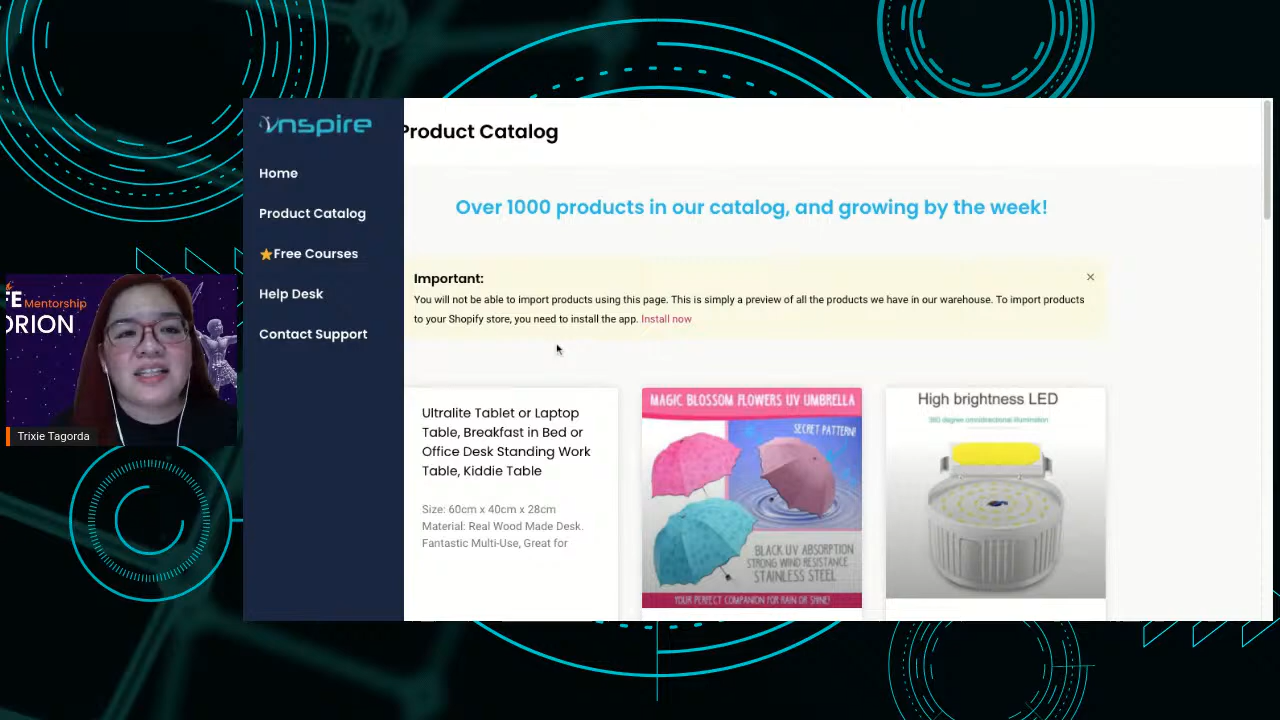 inspire
Home
Product Catalog
⭐Free Courses
Help Desk
Contact Support
Product Catalog
Over 1000 products in our catalog, and growing by the week!
Important:
×
You will not be able to import products using this page. This is simply a preview of all the products we have in our warehouse. To import products
to your Shopify store, you need to install the app. Install now
Ultralite Tablet or Laptop
Table, Breakfast in Bed or
Office Desk Standing Work
Table, Kiddie Table
Size: 60cm x 40cm x 28cm
Material: Real Wood Made Desk.
Fantastic Multi-Use, Great for
MAGIC BLOSSOM FLOWERS UV UMBRELLA
SECRET PATTERN!
BLACK UV ABSORPTION
STRONG WIND RESISTANCE
STAINLESS STEEL
YOUR PERFECT COMPANION FOR RAIN OR SHINE!
High brightness LED
360 degree omnidirectional illumination
FE Mentorship
ORION
Trixie Tagorda